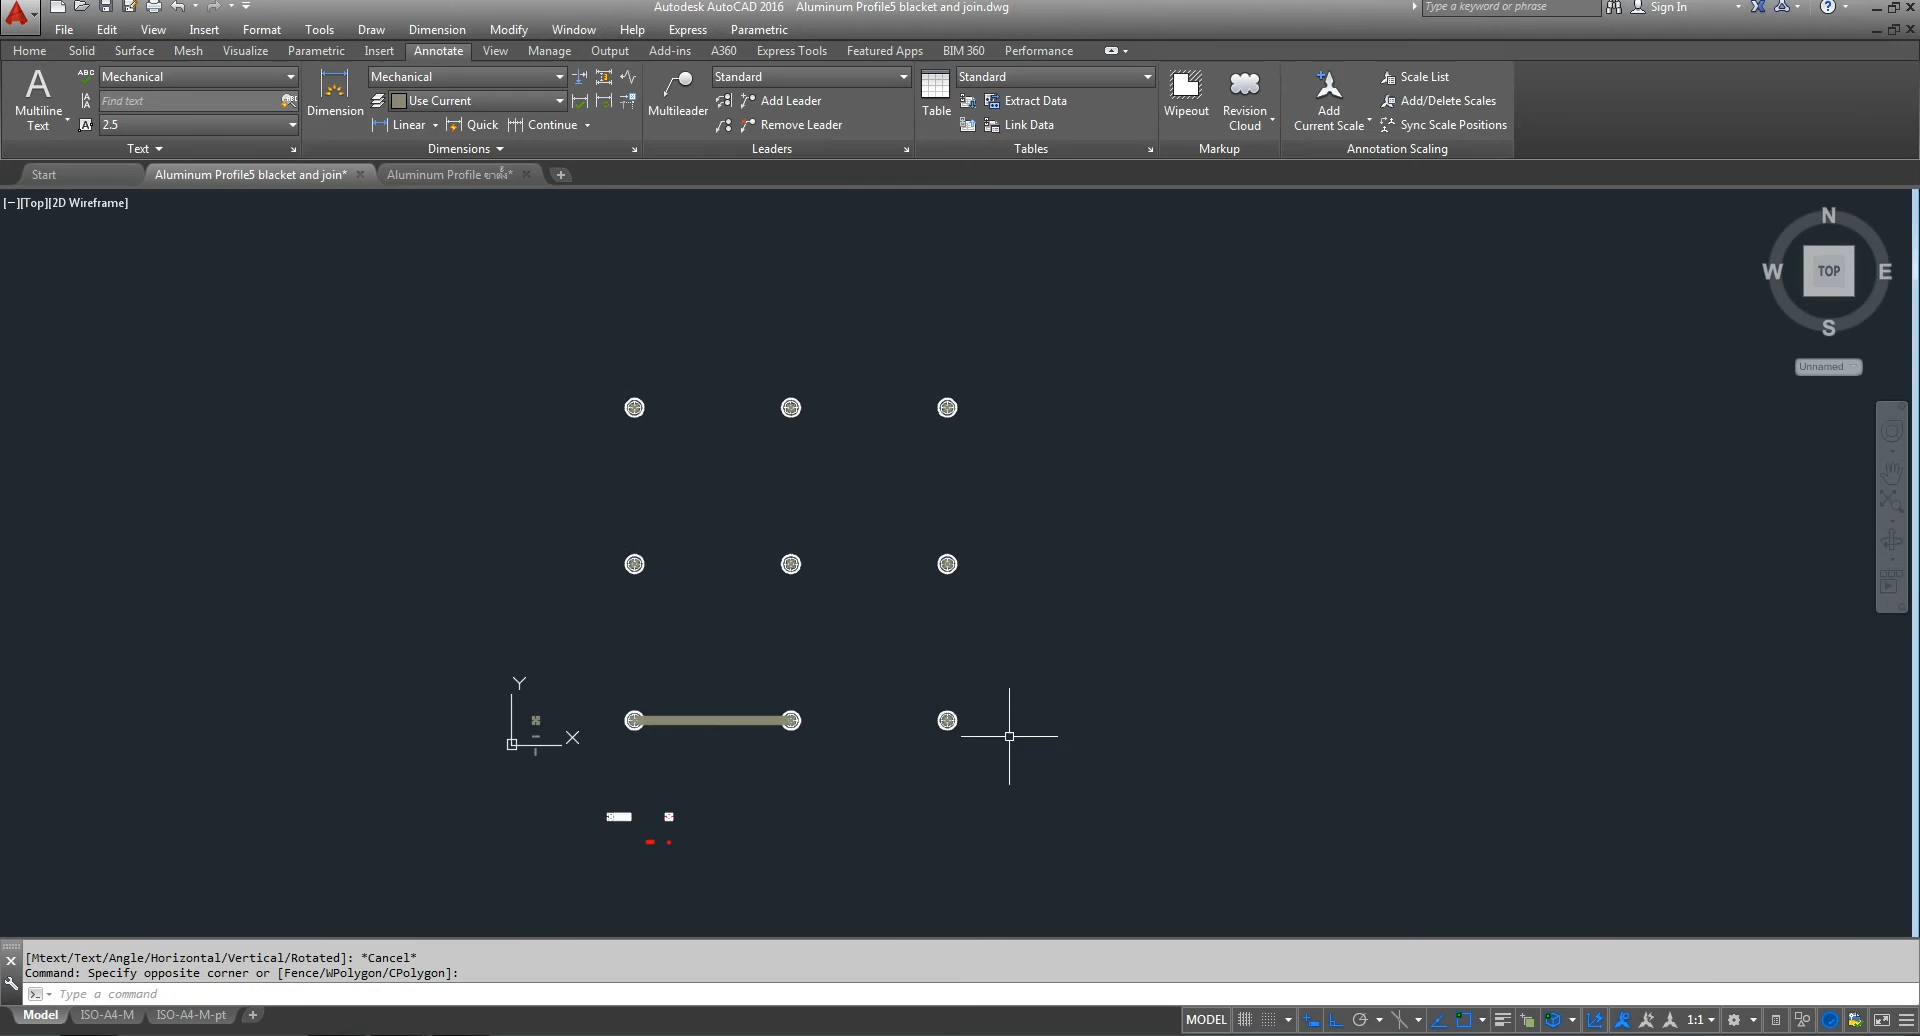 Autodesk AutoCAD 2016 Aluminum Profile5 blacket and join.dwg
Type a keyword or phrase
Sign In
File Edit View Insert Format Tools Draw Dimension Modify Window Help Express Parametric
Home Solid Surface Mesh Visualize Parametric Insert Annotate View Manage Output Add-ins A360 Express Tools Featured Apps BIM 360 Performance
A
Multiline
Text
ABC
Mechanical
Find text
2.5
Text
Dimension
Mechanical
Use Current
Linear Quick Continue
Dimensions
Multileader
Standard
Add Leader
Remove Leader
Leaders
Table
Standard
Extract Data
Link Data
Tables
Wipeout
Revision
Cloud
Markup
Add
Current Scale
Scale List
Add/Delete Scales
Sync Scale Positions
Annotation Scaling
Start
Aluminum Profile5 blacket and join*
Aluminum Profile ขาตั้ง*
[−][Top][2D Wireframe]
N
W TOP E
S
Unnamed
Y
X
[Mtext/Text/Angle/Horizontal/Vertical/Rotated]: *Cancel*
Command: Specify opposite corner or [Fence/WPolygon/CPolygon]:
Type a command
Model ISO-A4-M ISO-A4-M-pt
MODEL
1:1